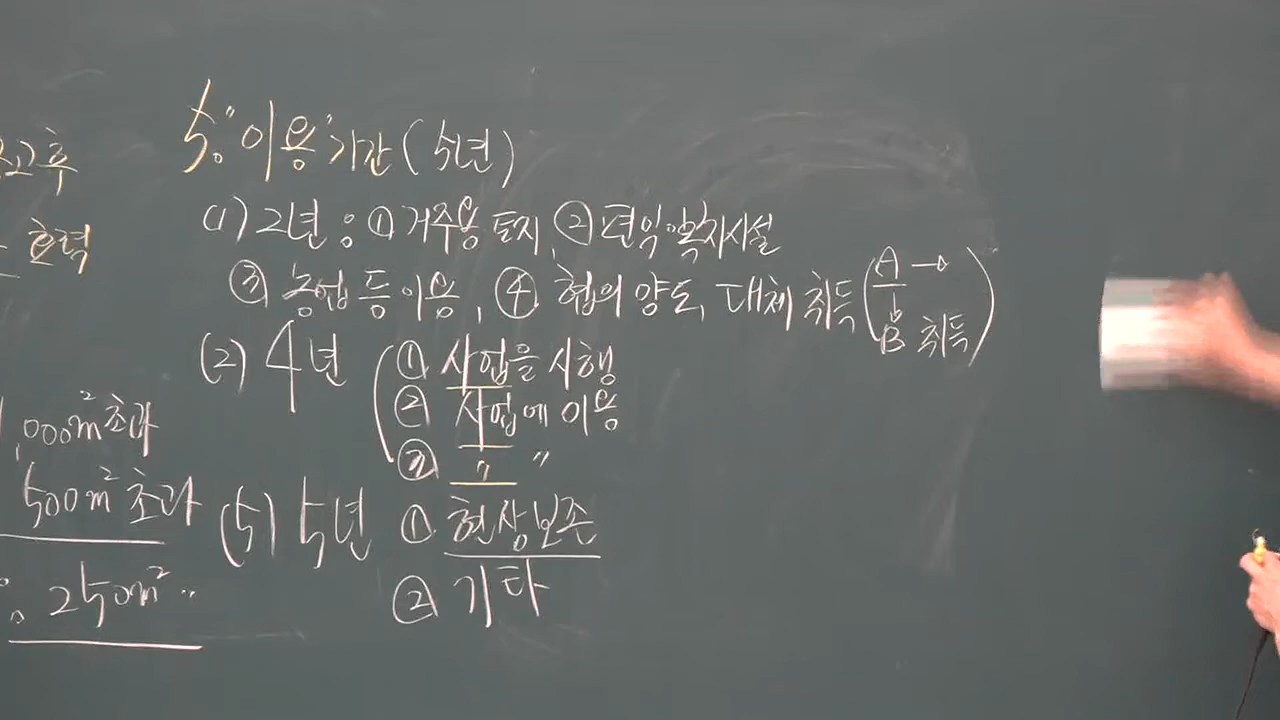 5. "이용"기간 (5년)
(1) 2년 : ① 거주용 토지, ② 편익 복지시설
③ 농업 등 이용, ④ 협의 양도, 대체 취득 (A →
↓
B 취득)
(2) 4년 ① 사업을 시행
② 사업에 이용
③ 〃 〃
(5) 5년 ① 현상보존
② 기타
고 후
효력
,000m² 초과
500m² 초과
: 250m² 〃